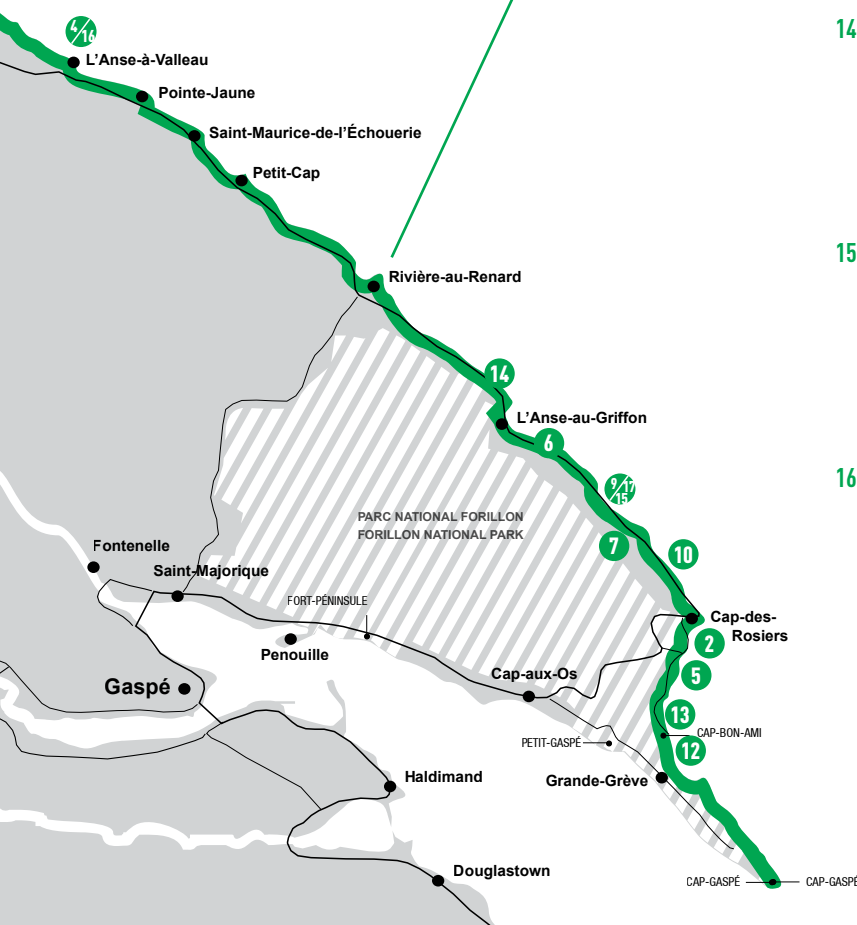 14
4/16
L'Anse-à-Valleau
Pointe-Jaune
Saint-Maurice-de-l'Échouerie
Petit-Cap
15
Rivière-au-Renard
14
L'Anse-au-Griffon
6
16
9/17
15
PARC NATIONAL FORILLON
FORILLON NATIONAL PARK
7
10
Fontenelle
Saint-Majorique
FORT-PÉNINSULE
Cap-des-
Rosiers
2
Penouille
Cap-aux-Os
5
Gaspé
13
CAP-BON-AMI
PETIT-GASPÉ
12
Haldimand
Grande-Grève
Douglastown
CAP-GASPÉ
CAP-GASPÉ